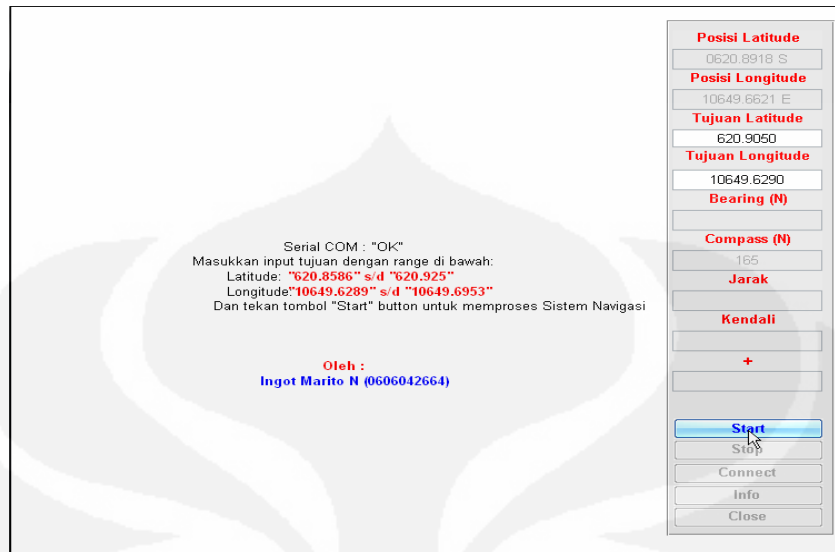 Serial COM : "OK"
Masukkan input tujuan dengan range di bawah:
Latitude: "620.8586" s/d "620.925"
Longitude:"10649.6289" s/d "10649.6953"
Dan tekan tombol "Start" button untuk memproses Sistem Navigasi
Oleh :
Ingot Marito N (0606042664)
Posisi Latitude
0620.8918 S
Posisi Longitude
10649.6621 E
Tujuan Latitude
620.9050
Tujuan Longitude
10649.6290
Bearing (N)
Compass (N)
165
Jarak
Kendali
+
Start
Stop
Connect
Info
Close